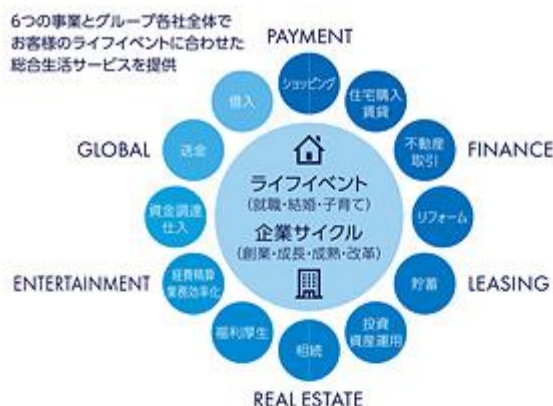 6つの事業とグループ各社全体で
お客様のライフイベントに合わせた
総合生活サービスを提供
PAYMENT
ショッピング
住宅購入
賃貸
借入
GLOBAL
送金
不動産
取引
FINANCE
ライフイベント
(就職・結婚・子育て)
資金調達
仕入
リフォーム
企業サイクル
(創業・成長・成熟・改革)
ENTERTAINMENT
経費精算
業務効率化
貯蓄
LEASING
福利厚生
投資
資産運用
相続
REAL ESTATE